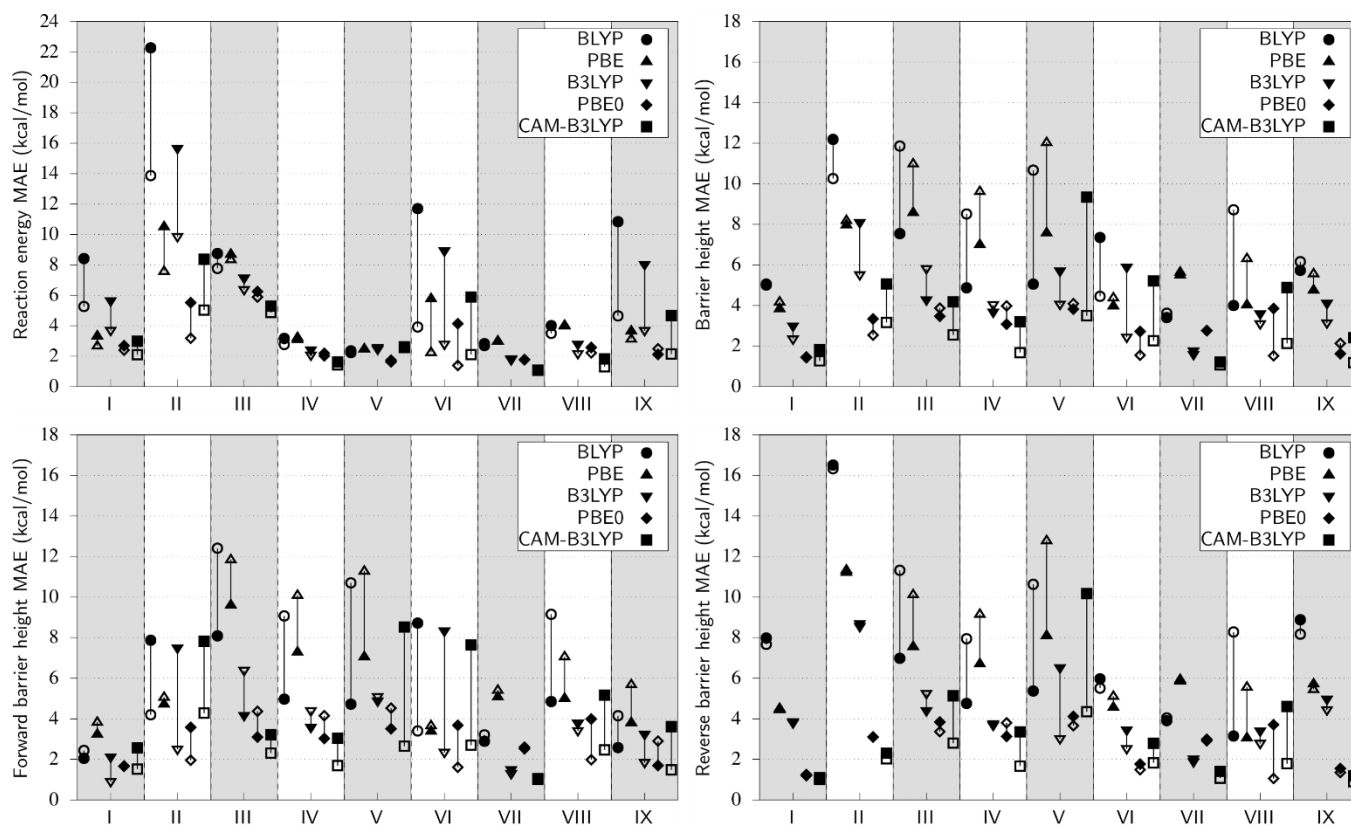 Reaction energy MAE (kcal/mol)
24
22
20
18
16
14
12
10
8
6
4
2
0
BLYP
PBE
B3LYP
PBE0
CAM-B3LYP
I II III IV V VI VII VIII IX
Barrier height MAE (kcal/mol)
18
16
14
12
10
8
6
4
2
0
BLYP
PBE
B3LYP
PBE0
CAM-B3LYP
I II III IV V VI VII VIII IX
Forward barrier height MAE (kcal/mol)
18
16
14
12
10
8
6
4
2
0
BLYP
PBE
B3LYP
PBE0
CAM-B3LYP
I II III IV V VI VII VIII IX
Reverse barrier height MAE (kcal/mol)
18
16
14
12
10
8
6
4
2
0
BLYP
PBE
B3LYP
PBE0
CAM-B3LYP
I II III IV V VI VII VIII IX